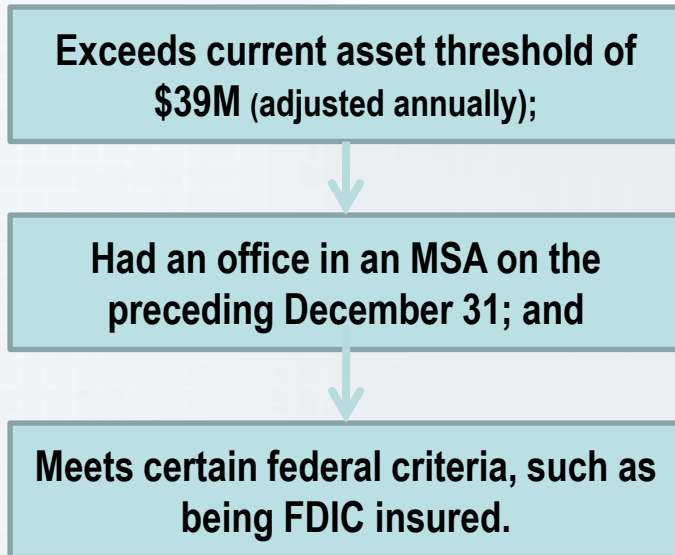 Exceeds current asset threshold of
$39M (adjusted annually);
Had an office in an MSA on the
preceding December 31; and
Meets certain federal criteria, such as
being FDIC insured.